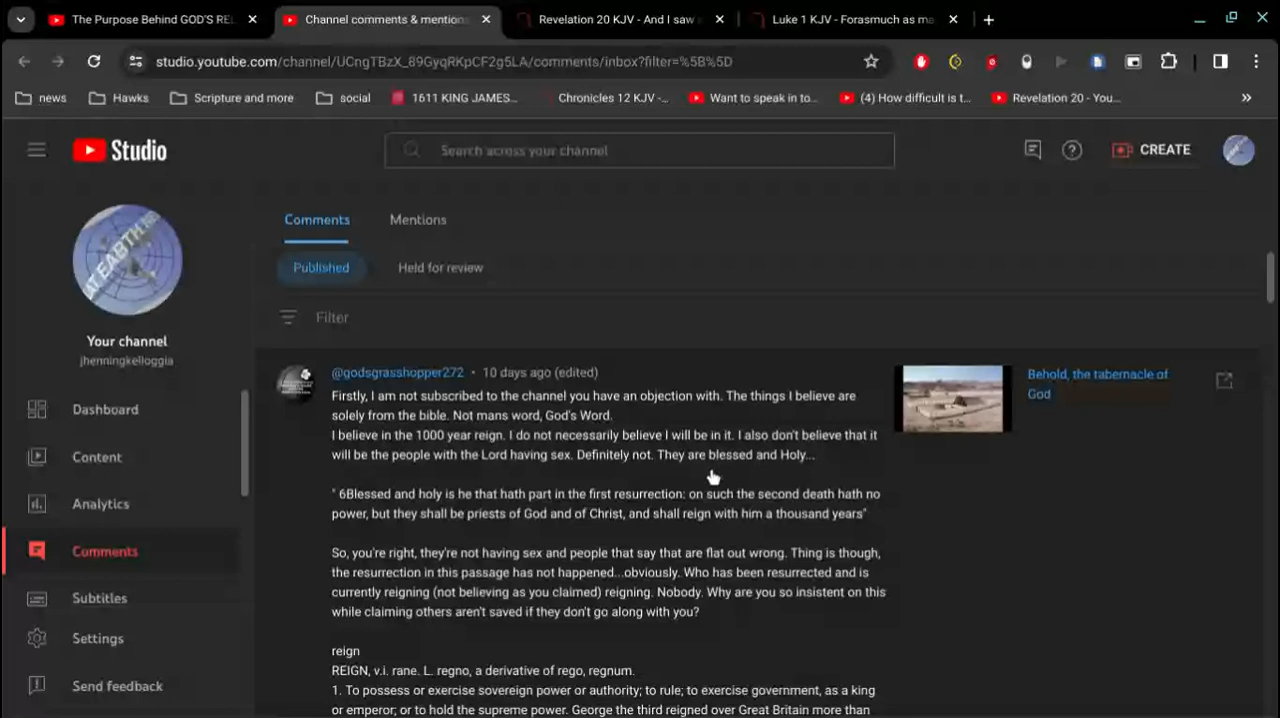 The Purpose Behind GOD'S REL
Channel comments & mention
Revelation 20 KJV - And I saw
Luke 1 KJV - Forasmuch as ma
studio.youtube.com/channel/UCngTBzX_89GyqRKpCF2g5LA/comments/inbox?filter=%5B%5D
news
Hawks
Scripture and more
social
1611 KING JAMES...
Chronicles 12 KJV -...
Want to speak in to...
(4) How difficult is t...
Revelation 20 - You...
Studio
Search across your channel
CREATE
AT EARTH
Your channel
jhenningkelloggia
Dashboard
Content
Analytics
Comments
Subtitles
Settings
Send feedback
Comments
Mentions
Published
Held for review
Filter
@godsgrasshopper272 • 10 days ago (edited)
Firstly, I am not subscribed to the channel you have an objection with. The things I believe are
solely from the bible. Not mans word, God's Word.
I believe in the 1000 year reign. I do not necessarily believe I will be in it. I also don't believe that it
will be the people with the Lord having sex. Definitely not. They are blessed and Holy...
" 6Blessed and holy is he that hath part in the first resurrection: on such the second death hath no
power, but they shall be priests of God and of Christ, and shall reign with him a thousand years"
So, you're right, they're not having sex and people that say that are flat out wrong. Thing is though,
the resurrection in this passage has not happened...obviously. Who has been resurrected and is
currently reigning (not believing as you claimed) reigning. Nobody. Why are you so insistent on this
while claiming others aren't saved if they don't go along with you?
reign
REIGN, v.i. rane. L. regno, a derivative of rego, regnum.
1. To possess or exercise sovereign power or authority; to rule; to exercise government, as a king
or emperor; or to hold the supreme power. George the third reigned over Great Britain more than
Behold, the tabernacle of
God